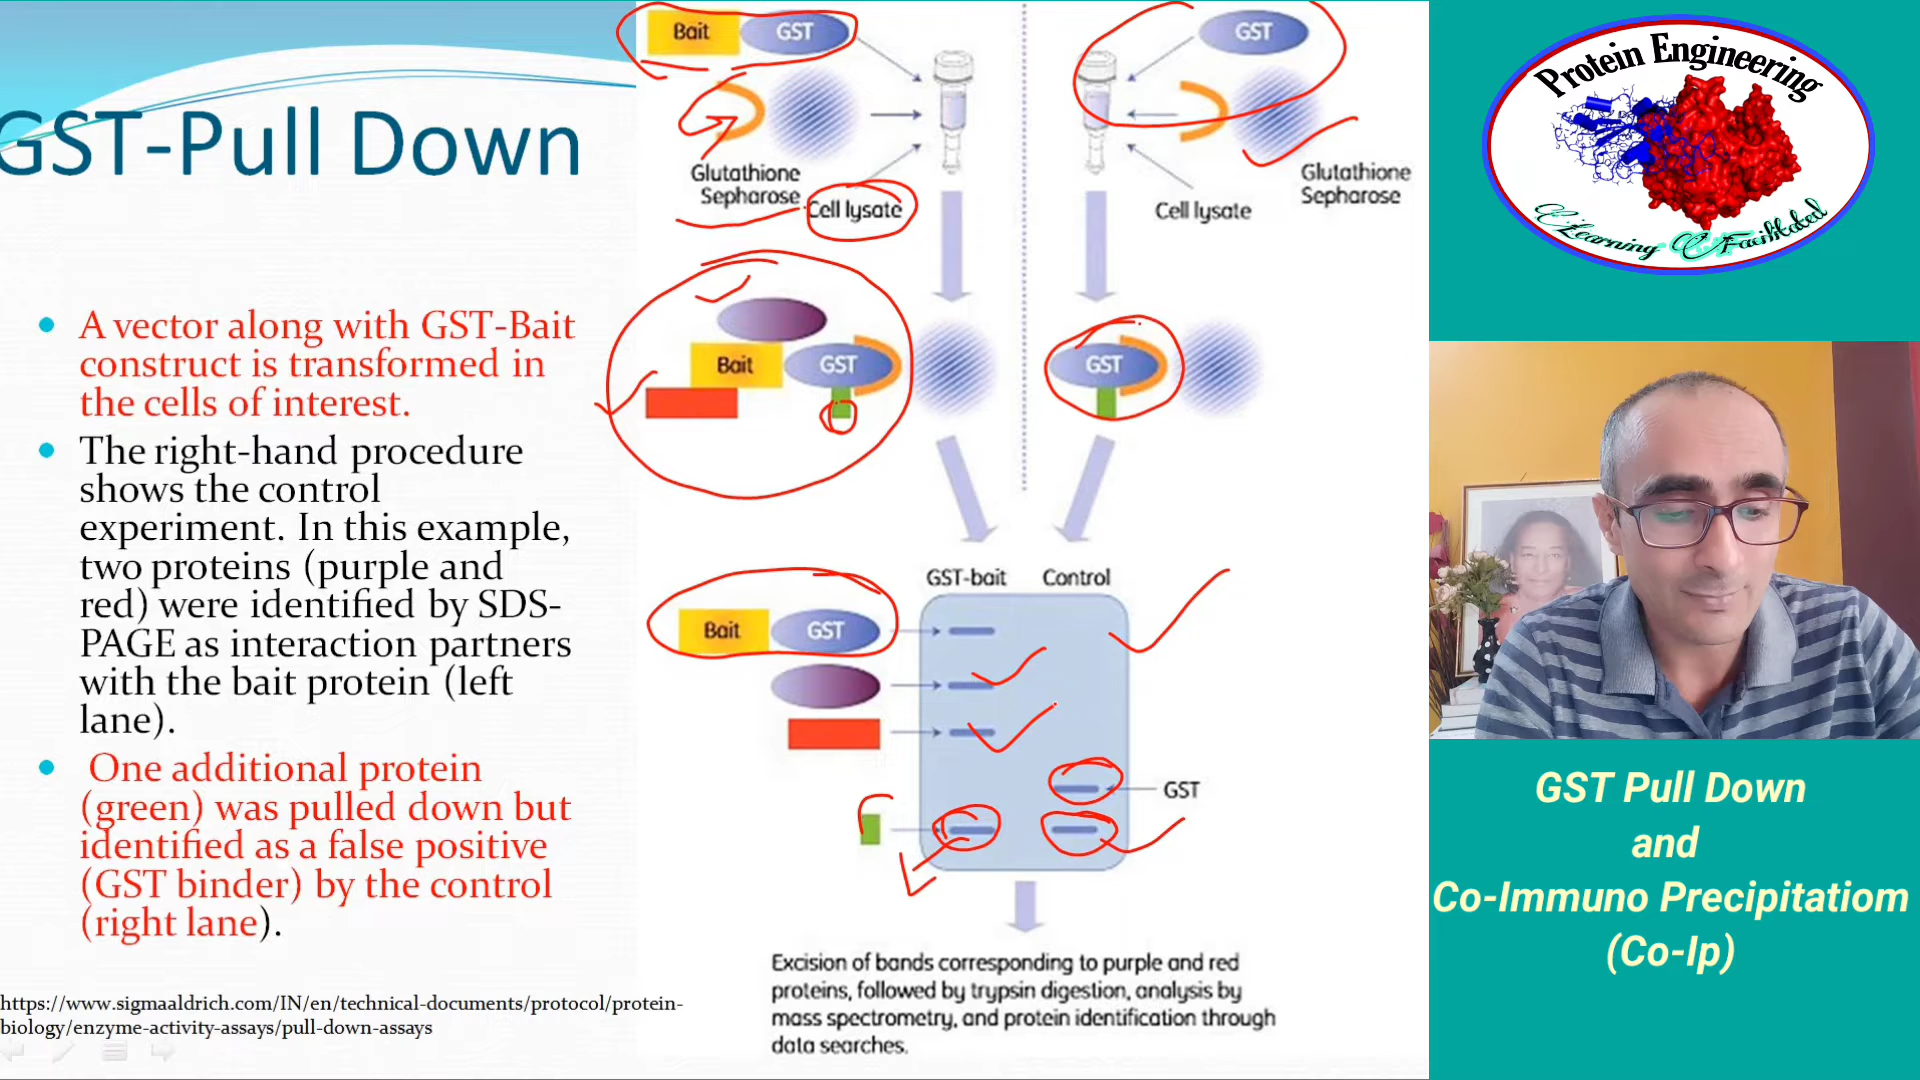 GST-Pull Down
A vector along with GST-Bait
construct is transformed in
the cells of interest.
The right-hand procedure
shows the control
experiment. In this example,
two proteins (purple and
red) were identified by SDS-
PAGE as interaction partners
with the bait protein (left
lane).
One additional protein
(green) was pulled down but
identified as a false positive
(GST binder) by the control
(right lane).
https://www.sigmaaldrich.com/IN/en/technical-documents/protocol/protein-
biology/enzyme-activity-assays/pull-down-assays
Bait GST
Glutathione
Sepharose
Cell lysate
GST
Glutathione
Sepharose
Cell lysate
Bait GST
GST
GST-bait Control
Bait GST
GST
Excision of bands corresponding to purple and red
proteins, followed by trypsin digestion, analysis by
mass spectrometry, and protein identification through
data searches.
Protein Engineering
Learning Facilitated
GST Pull Down
and
Co-Immuno Precipitatiom
(Co-Ip)